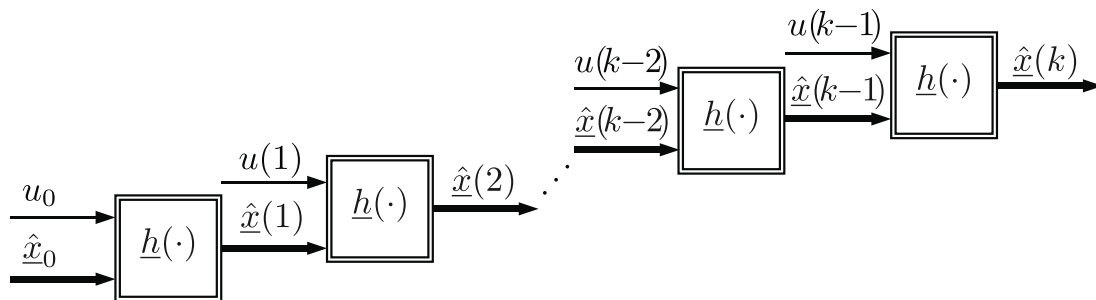 u₀
x̲̂₀
h̲(·)
u(1)
x̲̂(1)
h̲(·)
x̲̂(2)
u(k−2)
x̲̂(k−2)
h̲(·)
u(k−1)
x̲̂(k−1)
h̲(·)
x̲̂(k)